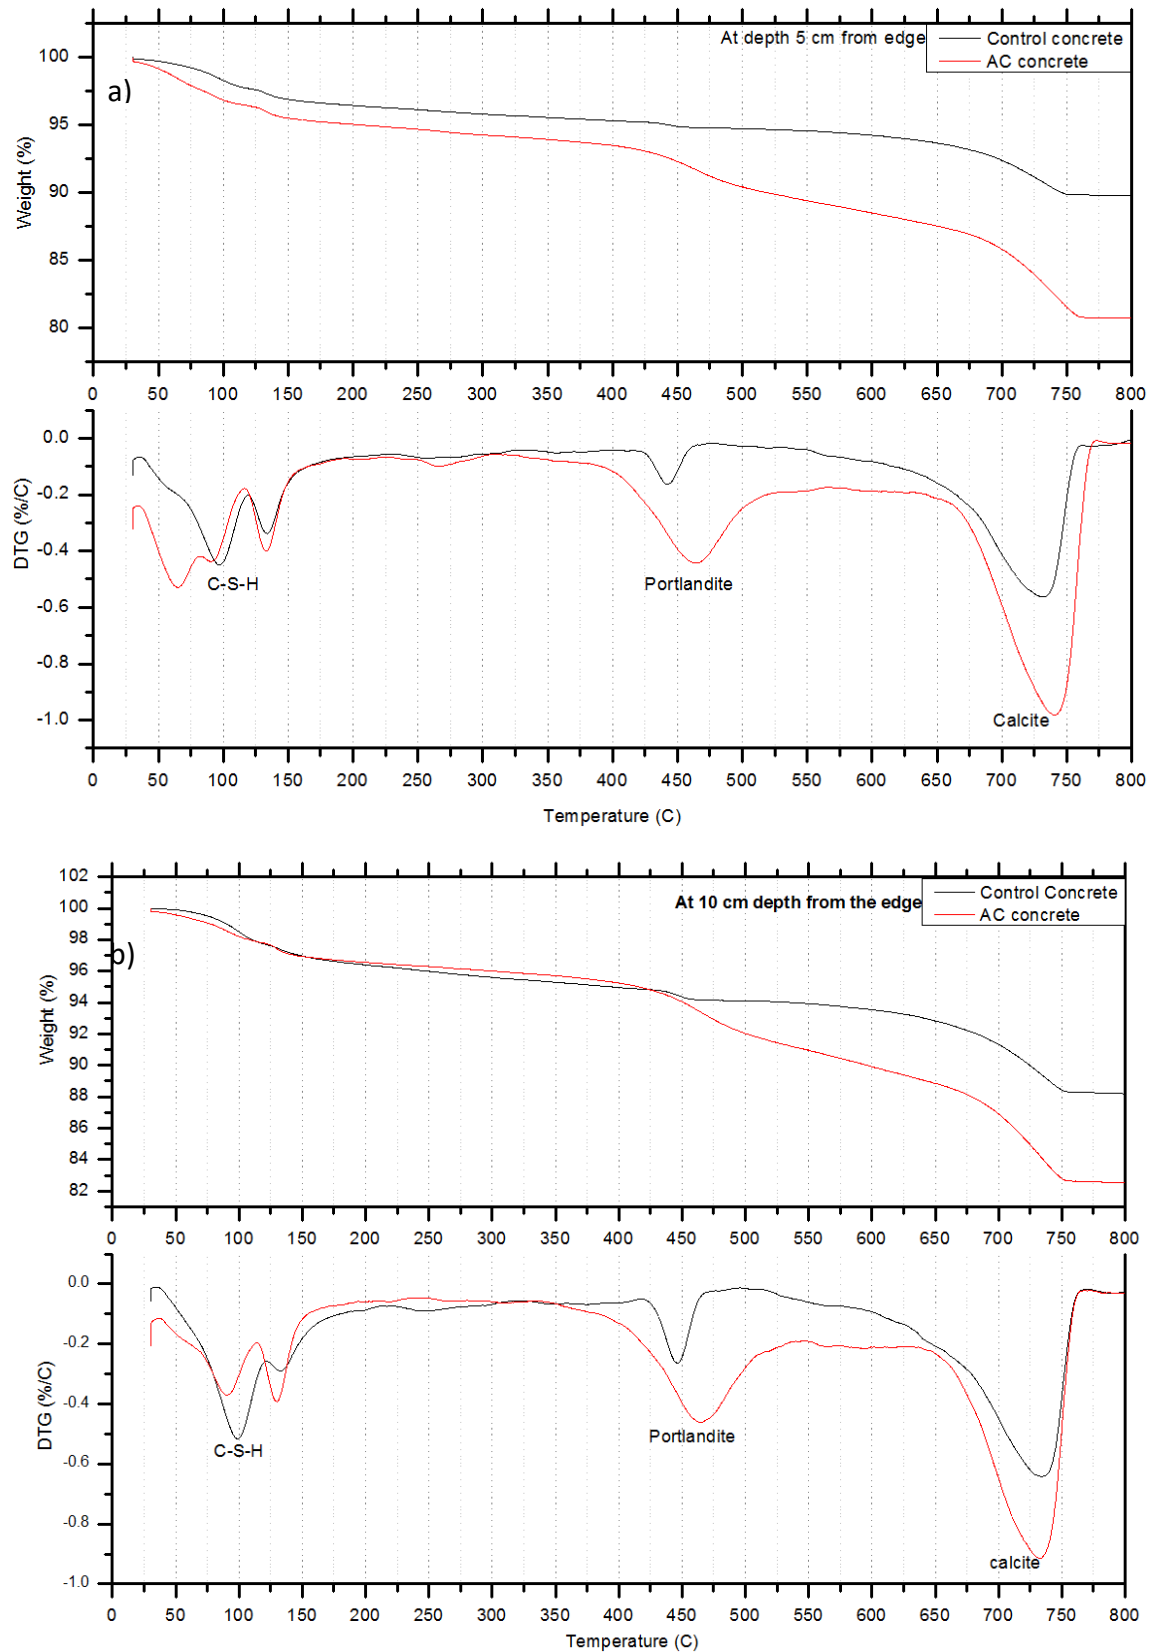 At depth 5 cm from edge
Control concrete
AC concrete
a)
100
95
90
85
80
Weight (%)
0 50 100 150 200 250 300 350 400 450 500 550 600 650 700 750 800
0.0
-0.2
-0.4
-0.6
-0.8
-1.0
DTG (%/C)
C-S-H
Portlandite
Calcite
0 50 100 150 200 250 300 350 400 450 500 550 600 650 700 750 800
Temperature (C)
102
100
98
96
94
92
90
88
86
84
82
Weight (%)
At 10 cm depth from the edge
Control Concrete
AC concrete
b)
0 50 100 150 200 250 300 350 400 450 500 550 600 650 700 750 800
0.0
-0.2
-0.4
-0.6
-0.8
-1.0
DTG (%/C)
C-S-H
Portlandite
calcite
0 50 100 150 200 250 300 350 400 450 500 550 600 650 700 750 800
Temperature (C)